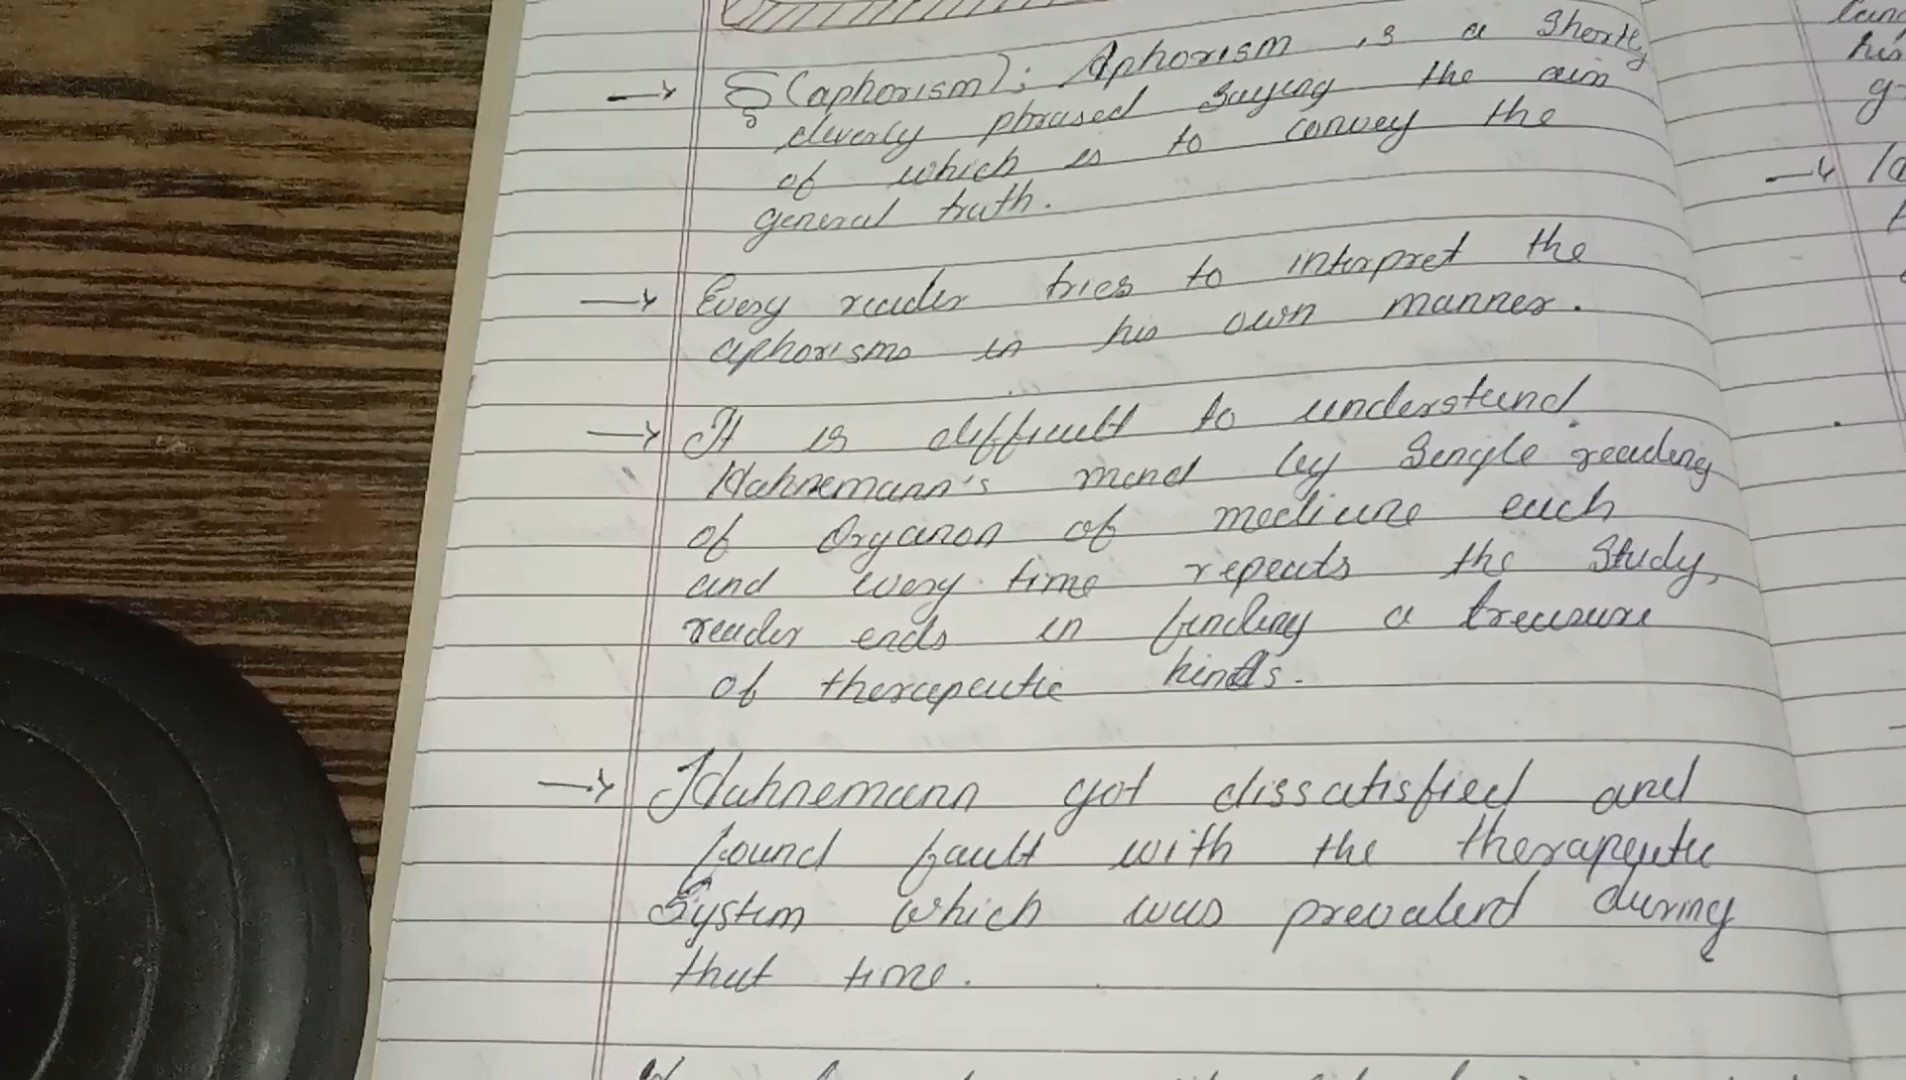 → § (aphorism); Aphorism is a shortly
cleverly phrased saying the aim
of which is to convey the
general truth.
→ Every reader tries to interpret the
aphorisms in his own manner.
→ It is difficult to understand
Hahnemann's mind by single reading
of Organon of medicine each
and every time repeats the study,
reader ends in finding a treasure
of therapeutic hints.
→ Hahnemann got dissatisfied and
found fault with the therapeutic
System which was prevalent during
that time.
his